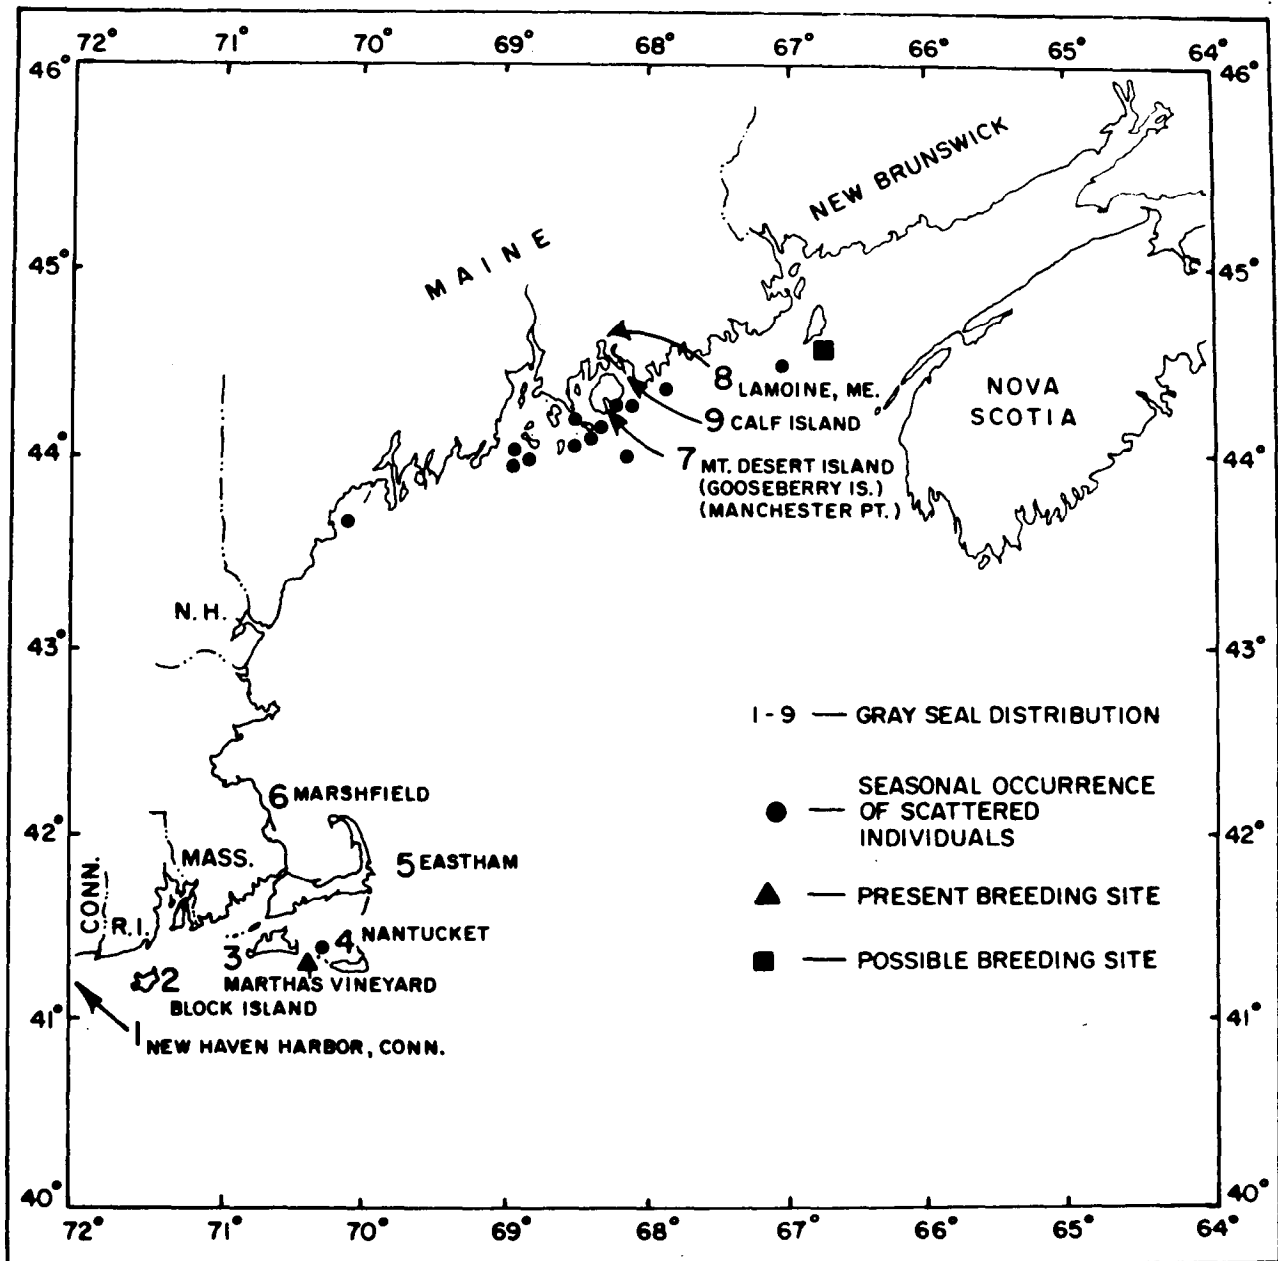 72° 71° 70° 69° 68° 67° 66° 65° 64°
46° 46°
NEW BRUNSWICK
MAINE
45° 45°
8 LAMOINE, ME.
9 CALF ISLAND
NOVA
SCOTIA
44° 44°
7 MT. DESERT ISLAND
(GOOSEBERRY IS.)
(MANCHESTER PT.)
N.H.
43° 43°
1-9 — GRAY SEAL DISTRIBUTION
6 MARSHFIELD
SEASONAL OCCURRENCE
— OF SCATTERED
INDIVIDUALS
42° 42°
MASS.
5 EASTHAM
CONN.
R.I.
— PRESENT BREEDING SITE
4 NANTUCKET
3
MARTHAS VINEYARD
— POSSIBLE BREEDING SITE
2
BLOCK ISLAND
41° 41°
1 NEW HAVEN HARBOR, CONN.
40° 40°
72° 71° 70° 69° 68° 67° 66° 65° 64°